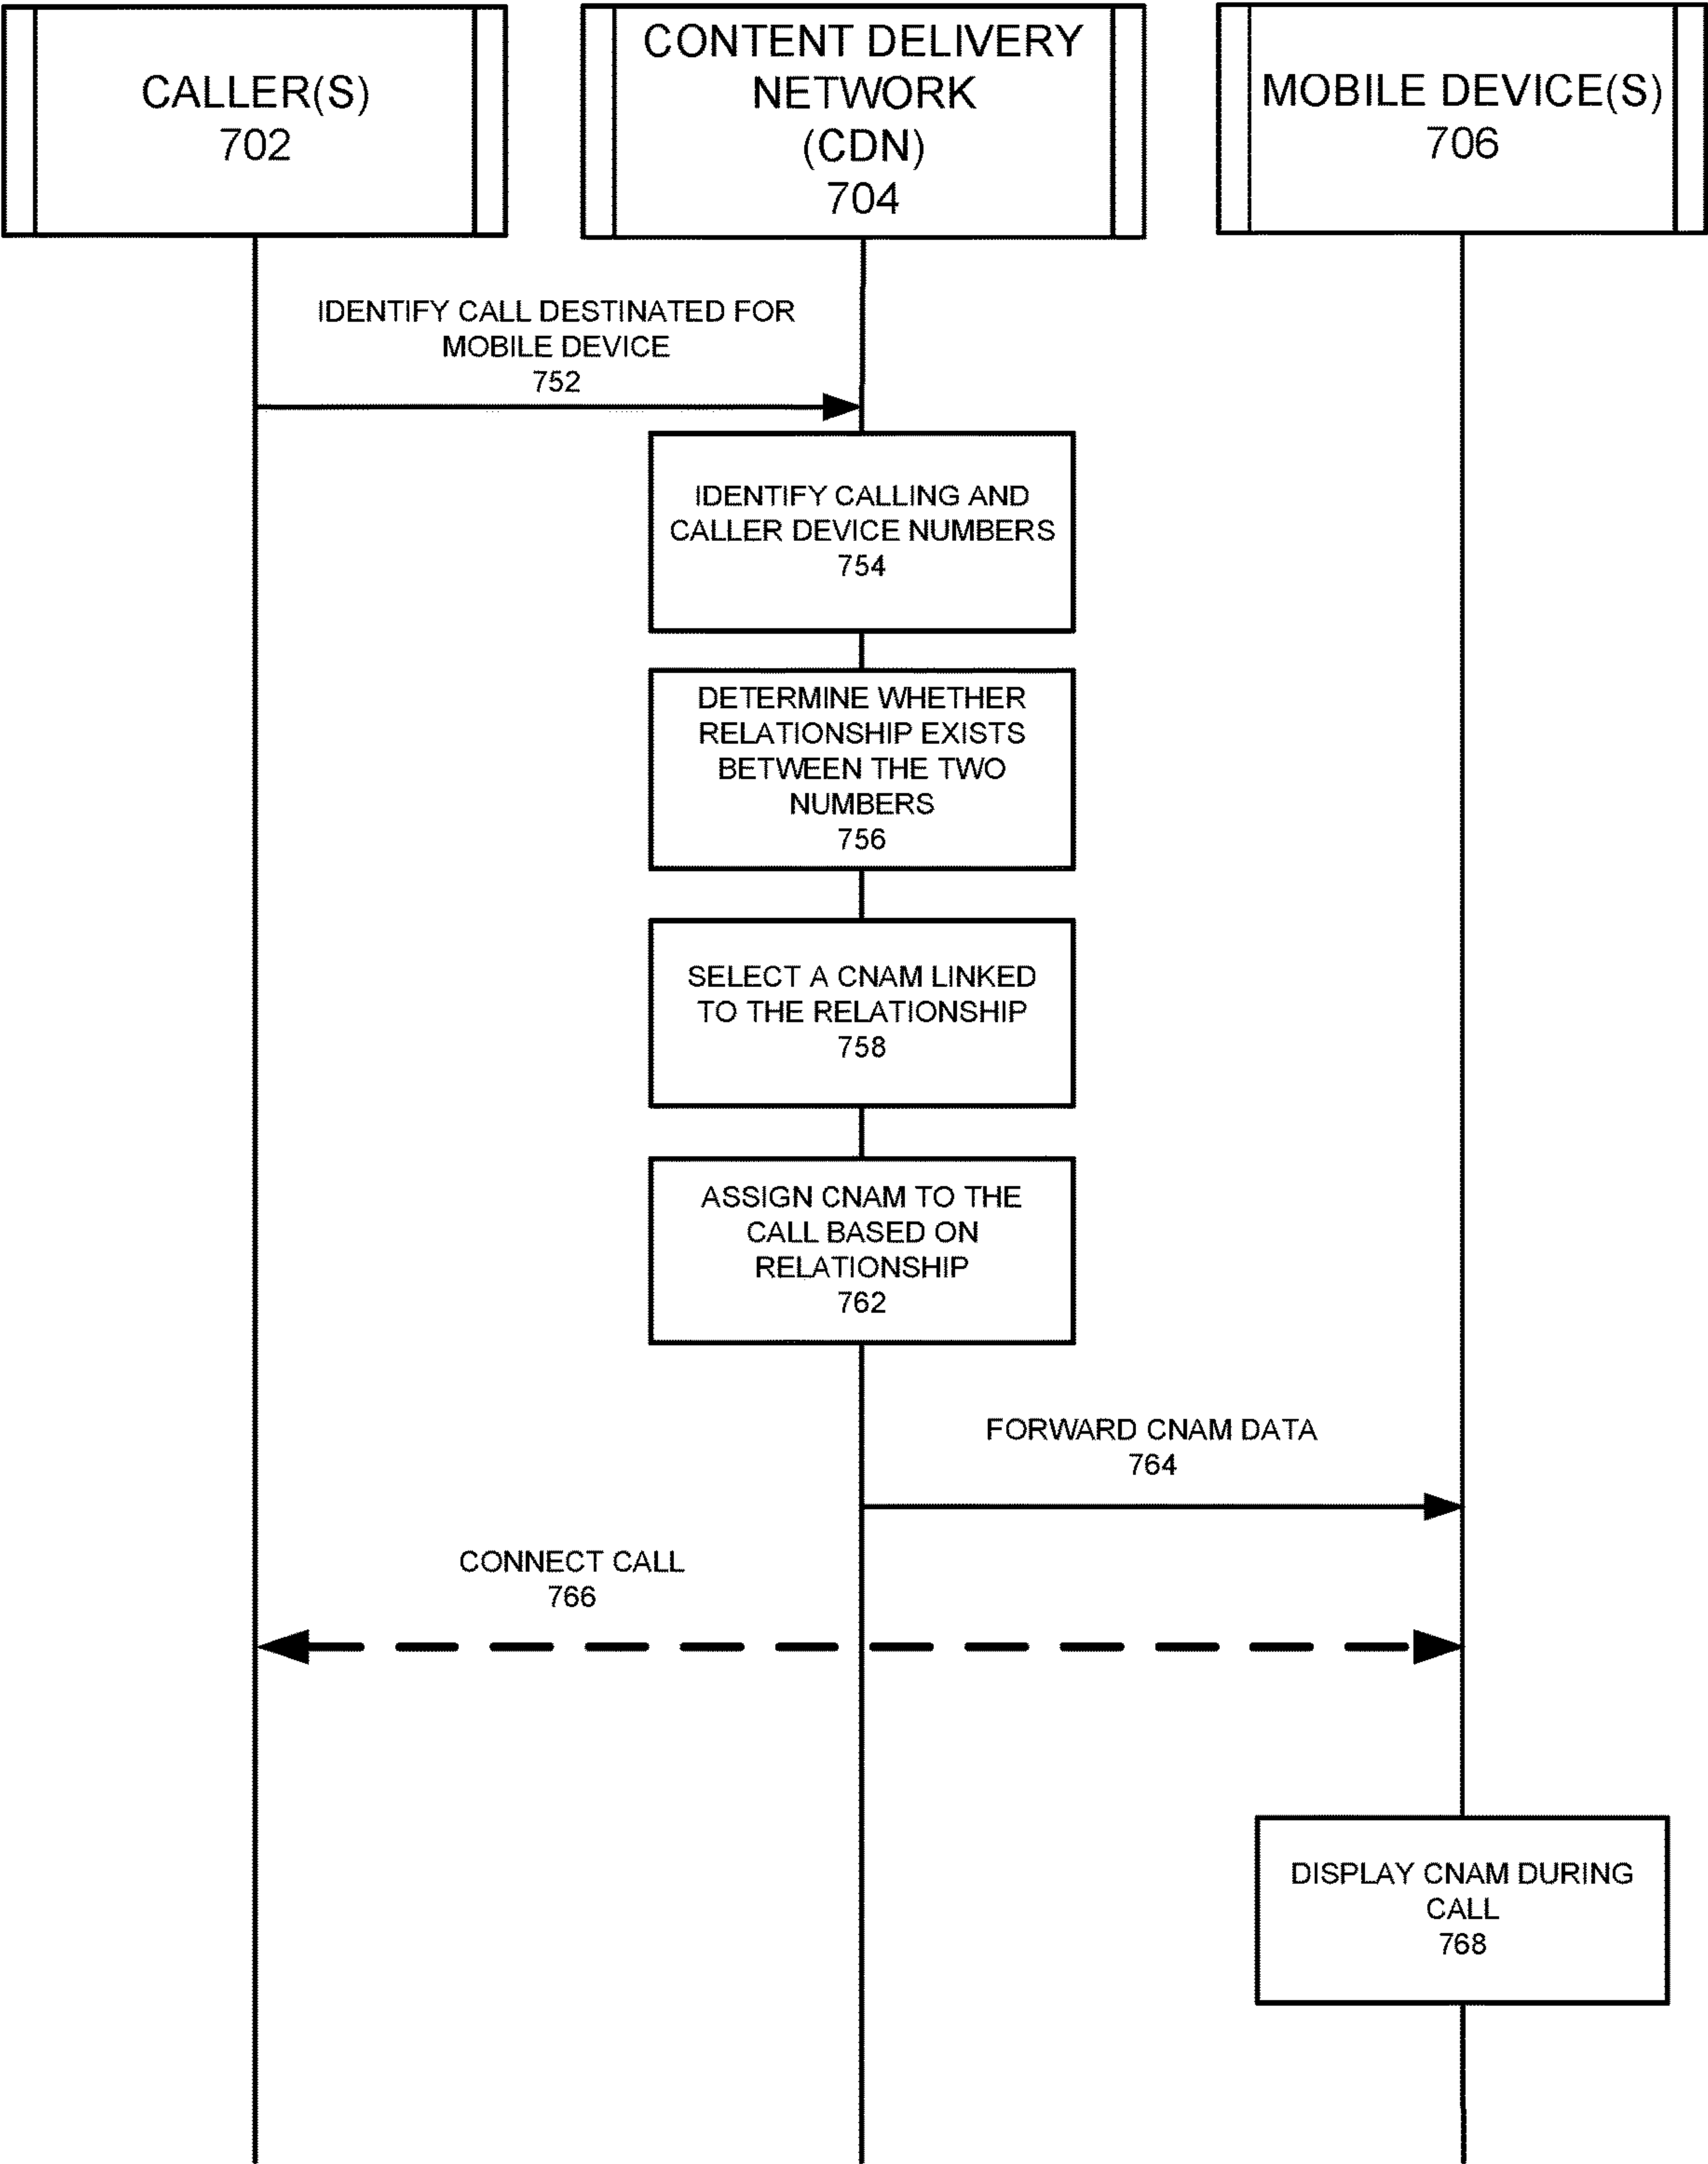 CALLER(S)
702
CONTENT DELIVERY
NETWORK
(CDN)
704
MOBILE DEVICE(S)
706
IDENTIFY CALL DESTINATED FOR
MOBILE DEVICE
752
IDENTIFY CALLING AND
CALLER DEVICE NUMBERS
754
DETERMINE WHETHER
RELATIONSHIP EXISTS
BETWEEN THE TWO
NUMBERS
756
SELECT A CNAM LINKED
TO THE RELATIONSHIP
758
ASSIGN CNAM TO THE
CALL BASED ON
RELATIONSHIP
762
FORWARD CNAM DATA
764
CONNECT CALL
766
DISPLAY CNAM DURING
CALL
768